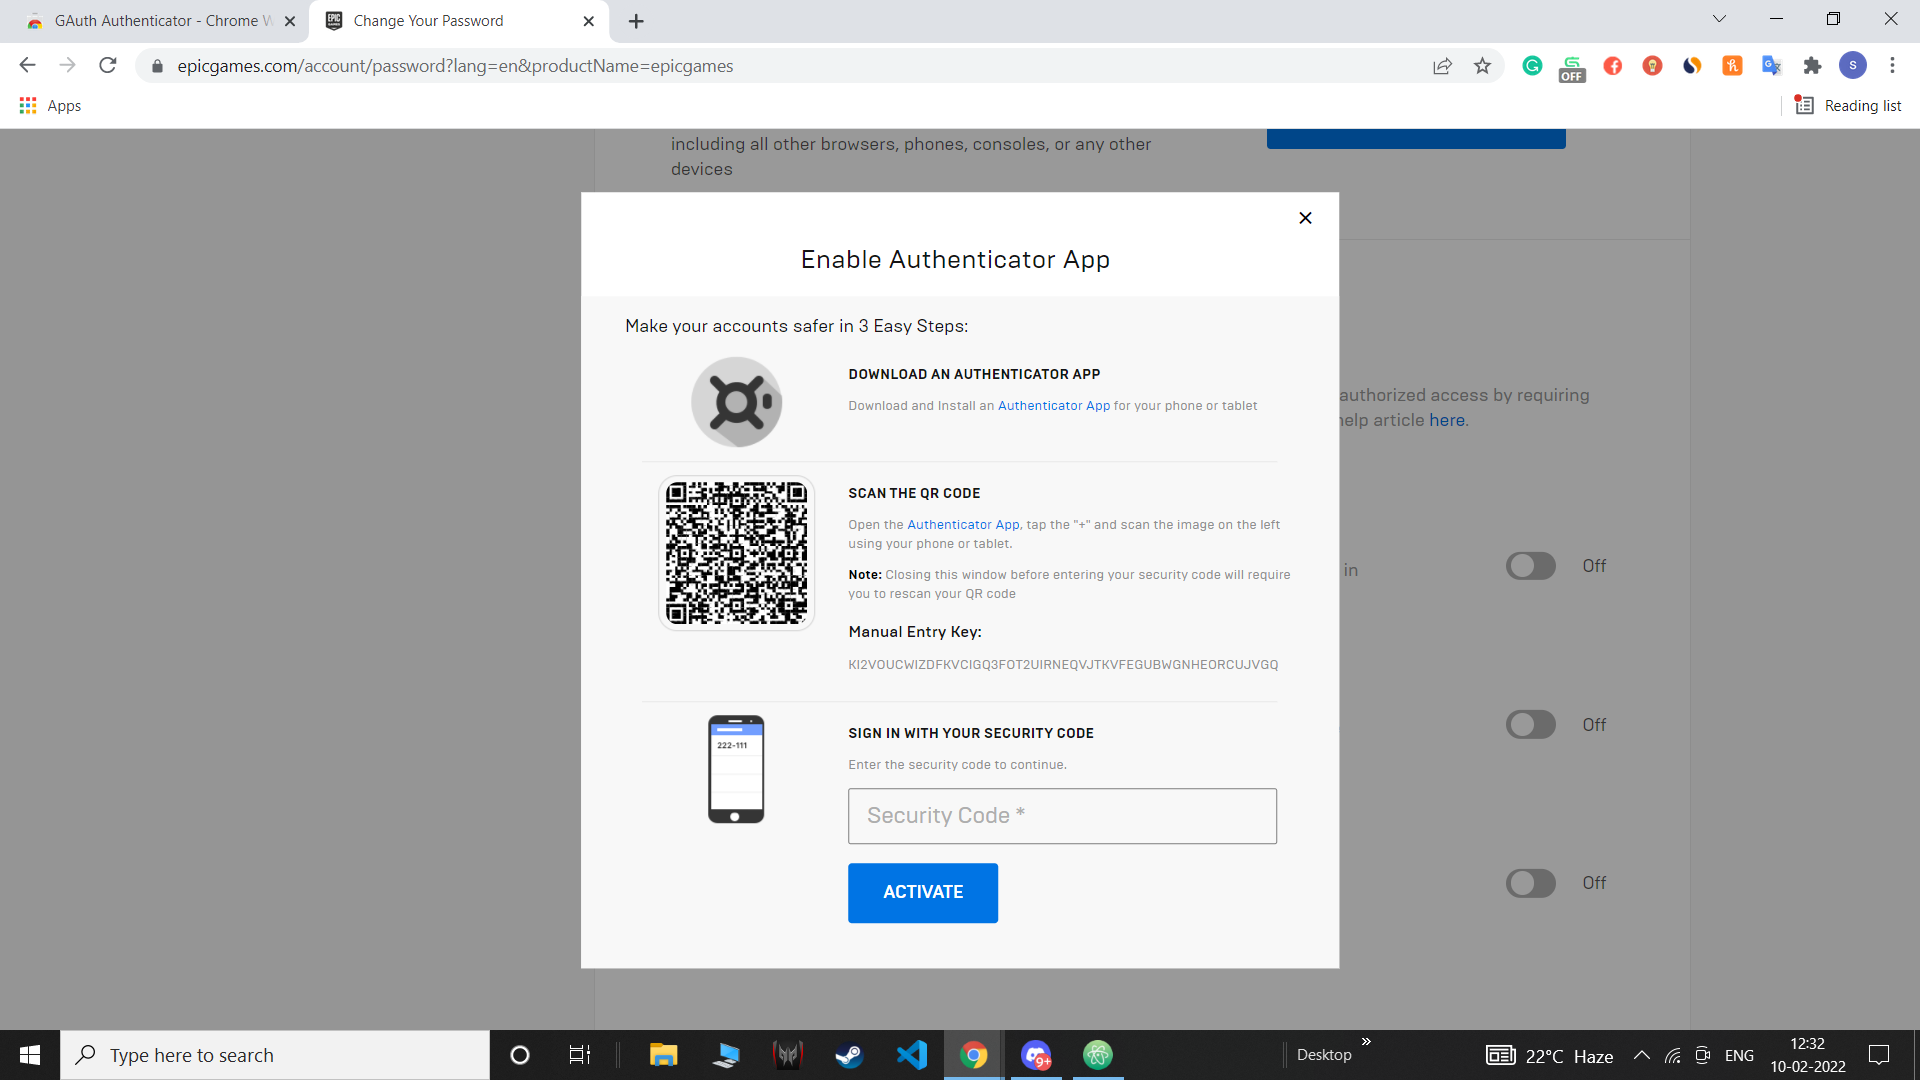 GAuth Authenticator - Chrome W
Change Your Password
epicgames.com/account/password?lang=en&productName=epicgames
OFF
S
Apps
Reading list
including all other browsers, phones, consoles, or any other
devices
Enable Authenticator App
Make your accounts safer in 3 Easy Steps:
DOWNLOAD AN AUTHENTICATOR APP
Download and Install an Authenticator App for your phone or tablet
authorized access by requiring
help article here.
SCAN THE QR CODE
Open the Authenticator App, tap the "+" and scan the image on the left
using your phone or tablet.
Note: Closing this window before entering your security code will require
you to rescan your QR code
in
Off
Manual Entry Key:
KI2VOUCWIZDFKVCIGQ3FOT2UIRNEQVJTKVFEGUBWGNHEORCUJVGQ
Off
222-111
SIGN IN WITH YOUR SECURITY CODE
Enter the security code to continue.
Security Code *
Off
ACTIVATE
Type here to search
9+
Desktop
22°C Haze
ENG
12:32
10-02-2022